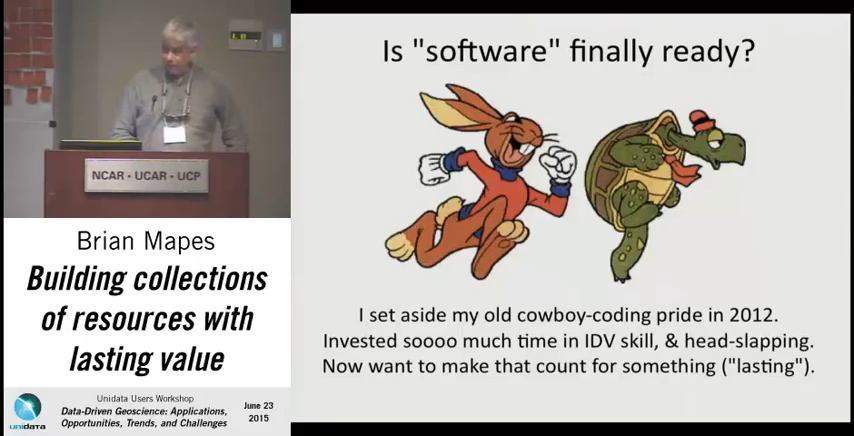 NCAR • UCAR • UCP
Brian Mapes
Building collections
of resources with
lasting value
unidata
Unidata Users Workshop
Data-Driven Geoscience: Applications,
Opportunities, Trends, and Challenges
June 23
2015
Is "software" finally ready?
I set aside my old cowboy-coding pride in 2012.
Invested soooo much time in IDV skill, & head-slapping.
Now want to make that count for something ("lasting").